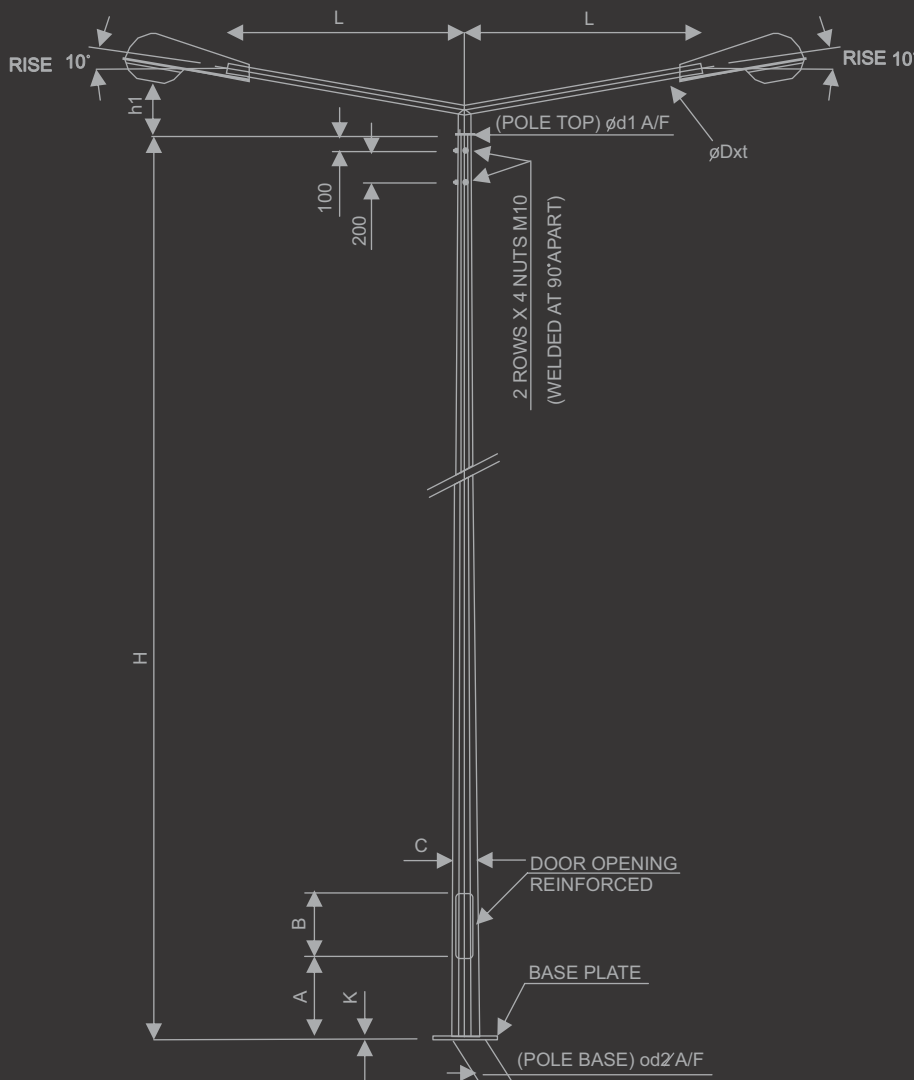 L
L
RISE 10°
RISE 10°
h1
(POLE TOP) ød1 A/F
øDxt
100
200
2 ROWS X 4 NUTS M10
(WELDED AT 90°APART)
H
C
DOOR OPENING
REINFORCED
B
BASE PLATE
A
K
(POLE BASE) od2 A/F